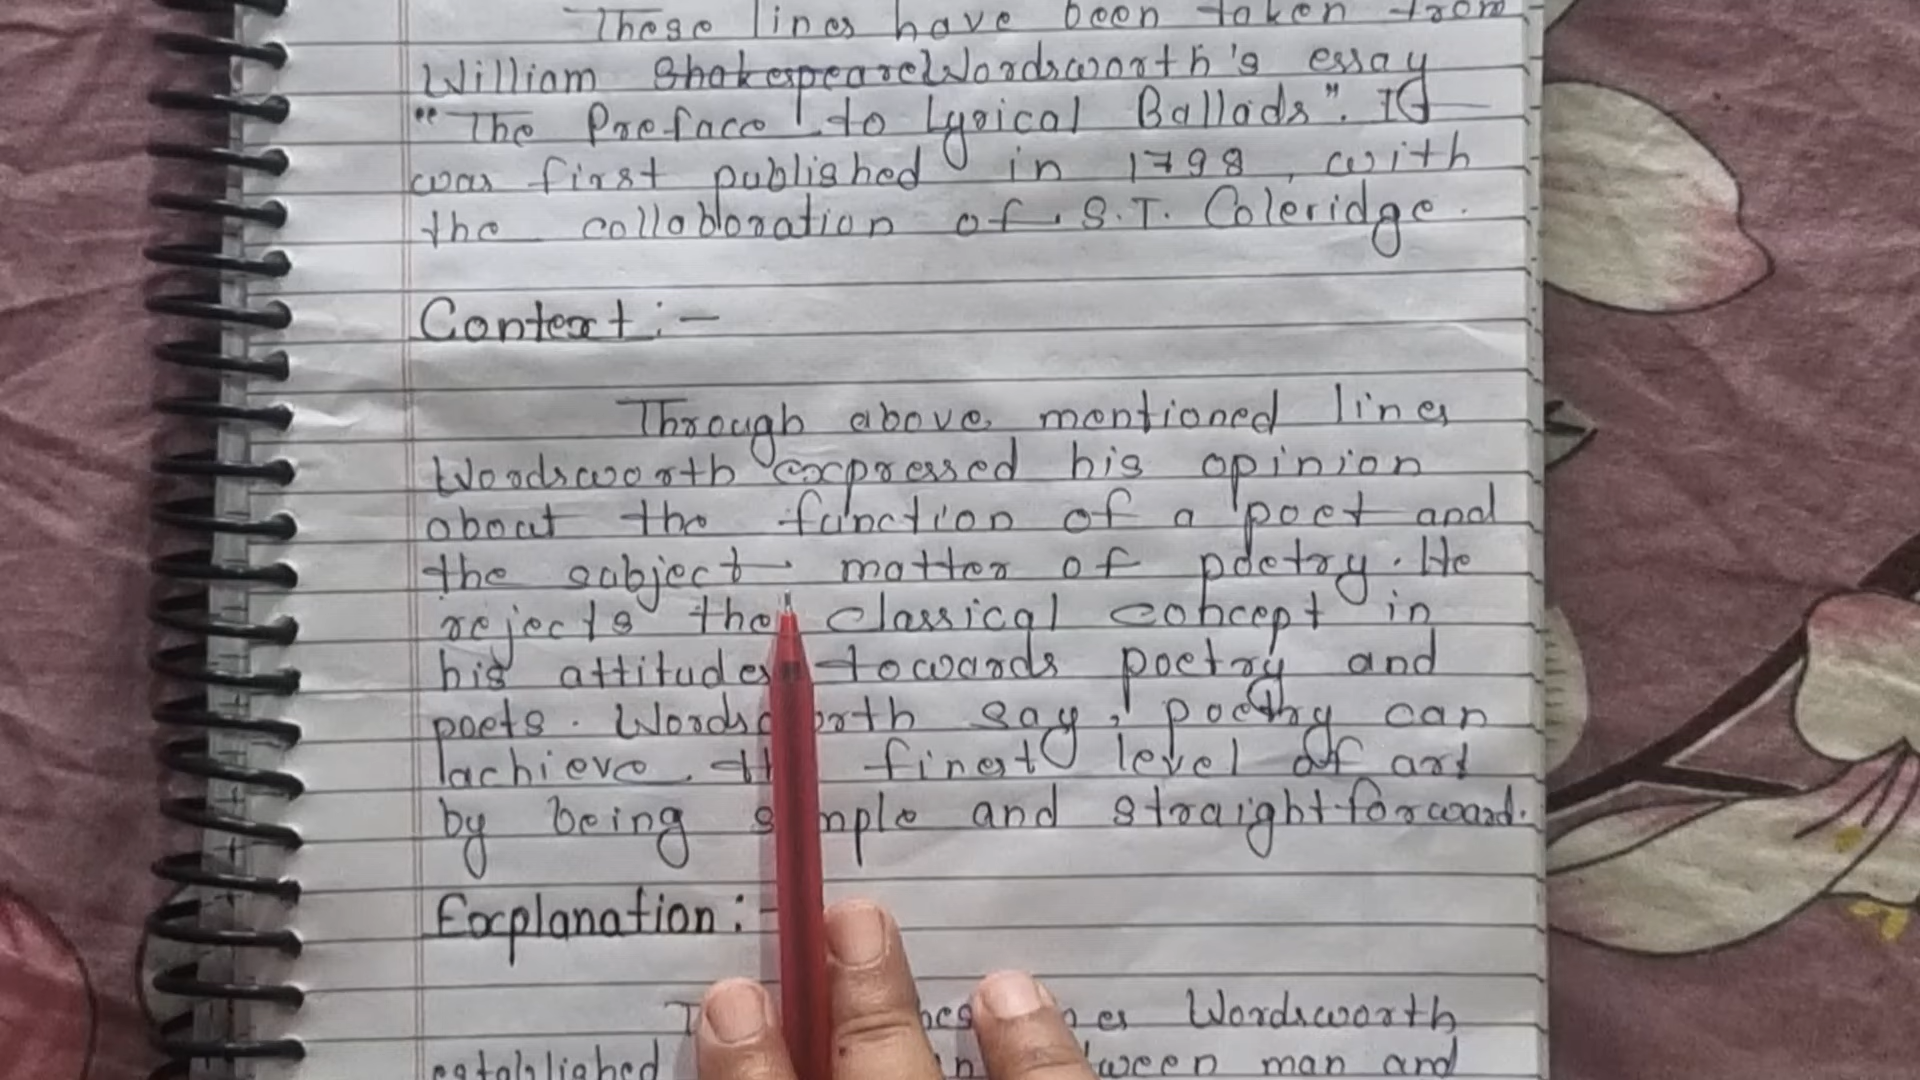 These lines have been taken from
William Shakespeare Wordsworth's essay
"The Preface to Lyrical Ballads". It
was first published in 1798, with
the collaboration of S.T. Coleridge.
Context:-
Through above mentioned lines
Wordsworth expressed his opinion
about the function of a poet and
the subject matter of poetry. He
rejects the classical concept in
his attitudes towards poetry and
poets. Wordsworth say, poetry can
achieve the finest level of art
by being simple and straightforward.
Explanation:-
Wordsworth
established man and